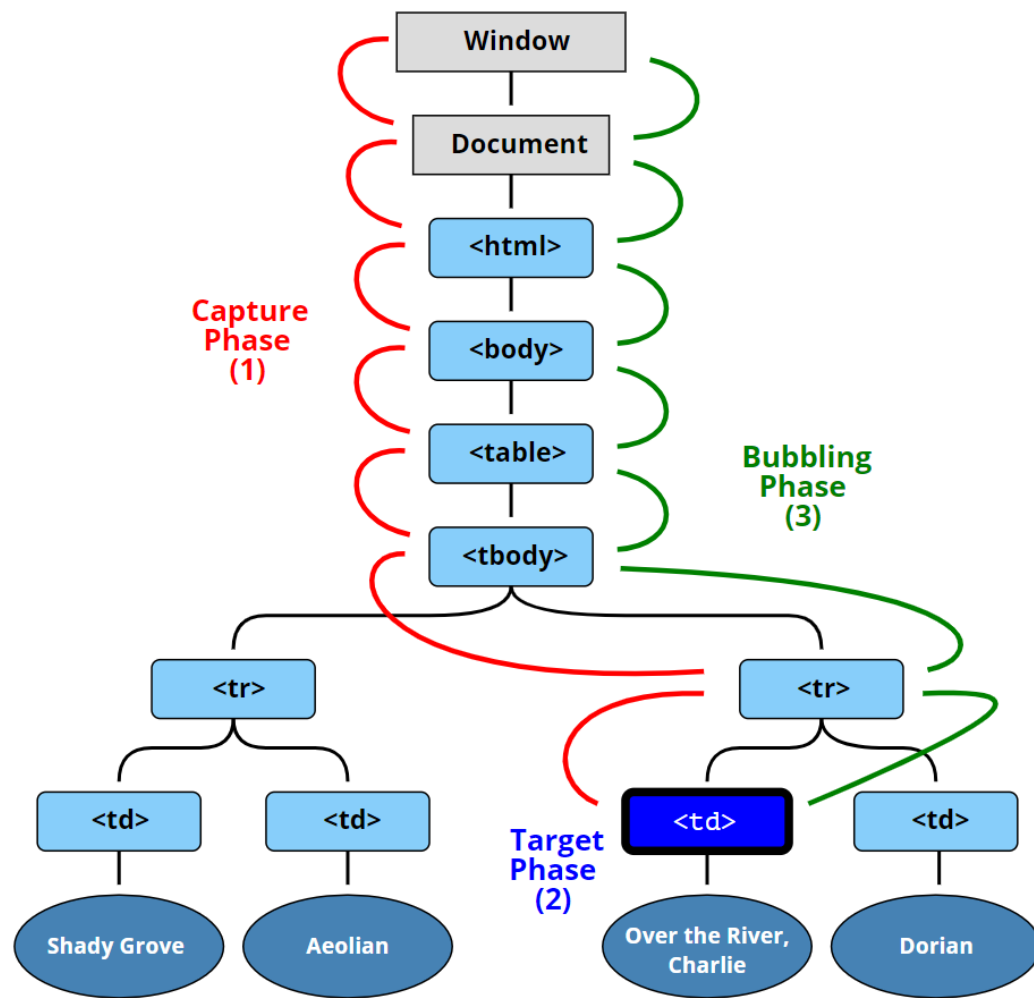 Window
Document
<html>
Capture
Phase
(1)
<body>
<table>
Bubbling
Phase
(3)
<tbody>
<tr>
<tr>
<td>
<td>
<td>
<td>
Target
Phase
(2)
Shady Grove
Aeolian
Over the River,
Charlie
Dorian